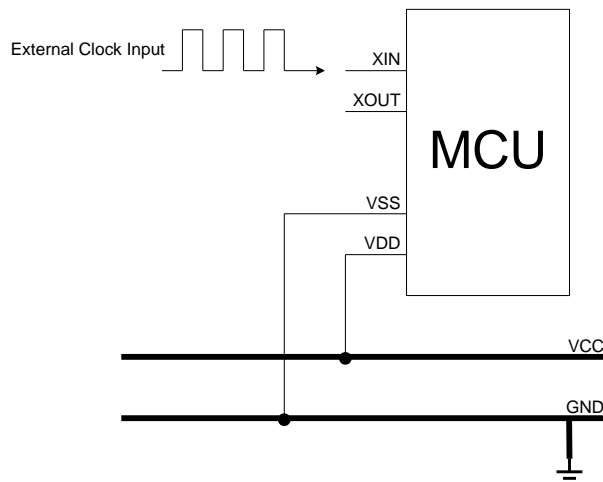 External Clock Input
XIN
XOUT
MCU
VSS
VDD
VCC
GND